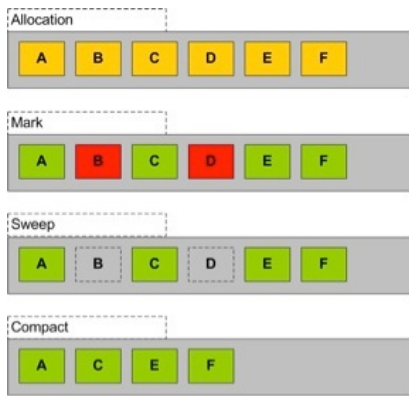 Allocation
A B C D E F
Mark
A B C D E F
Sweep
A B C D E F
Compact
A C E F